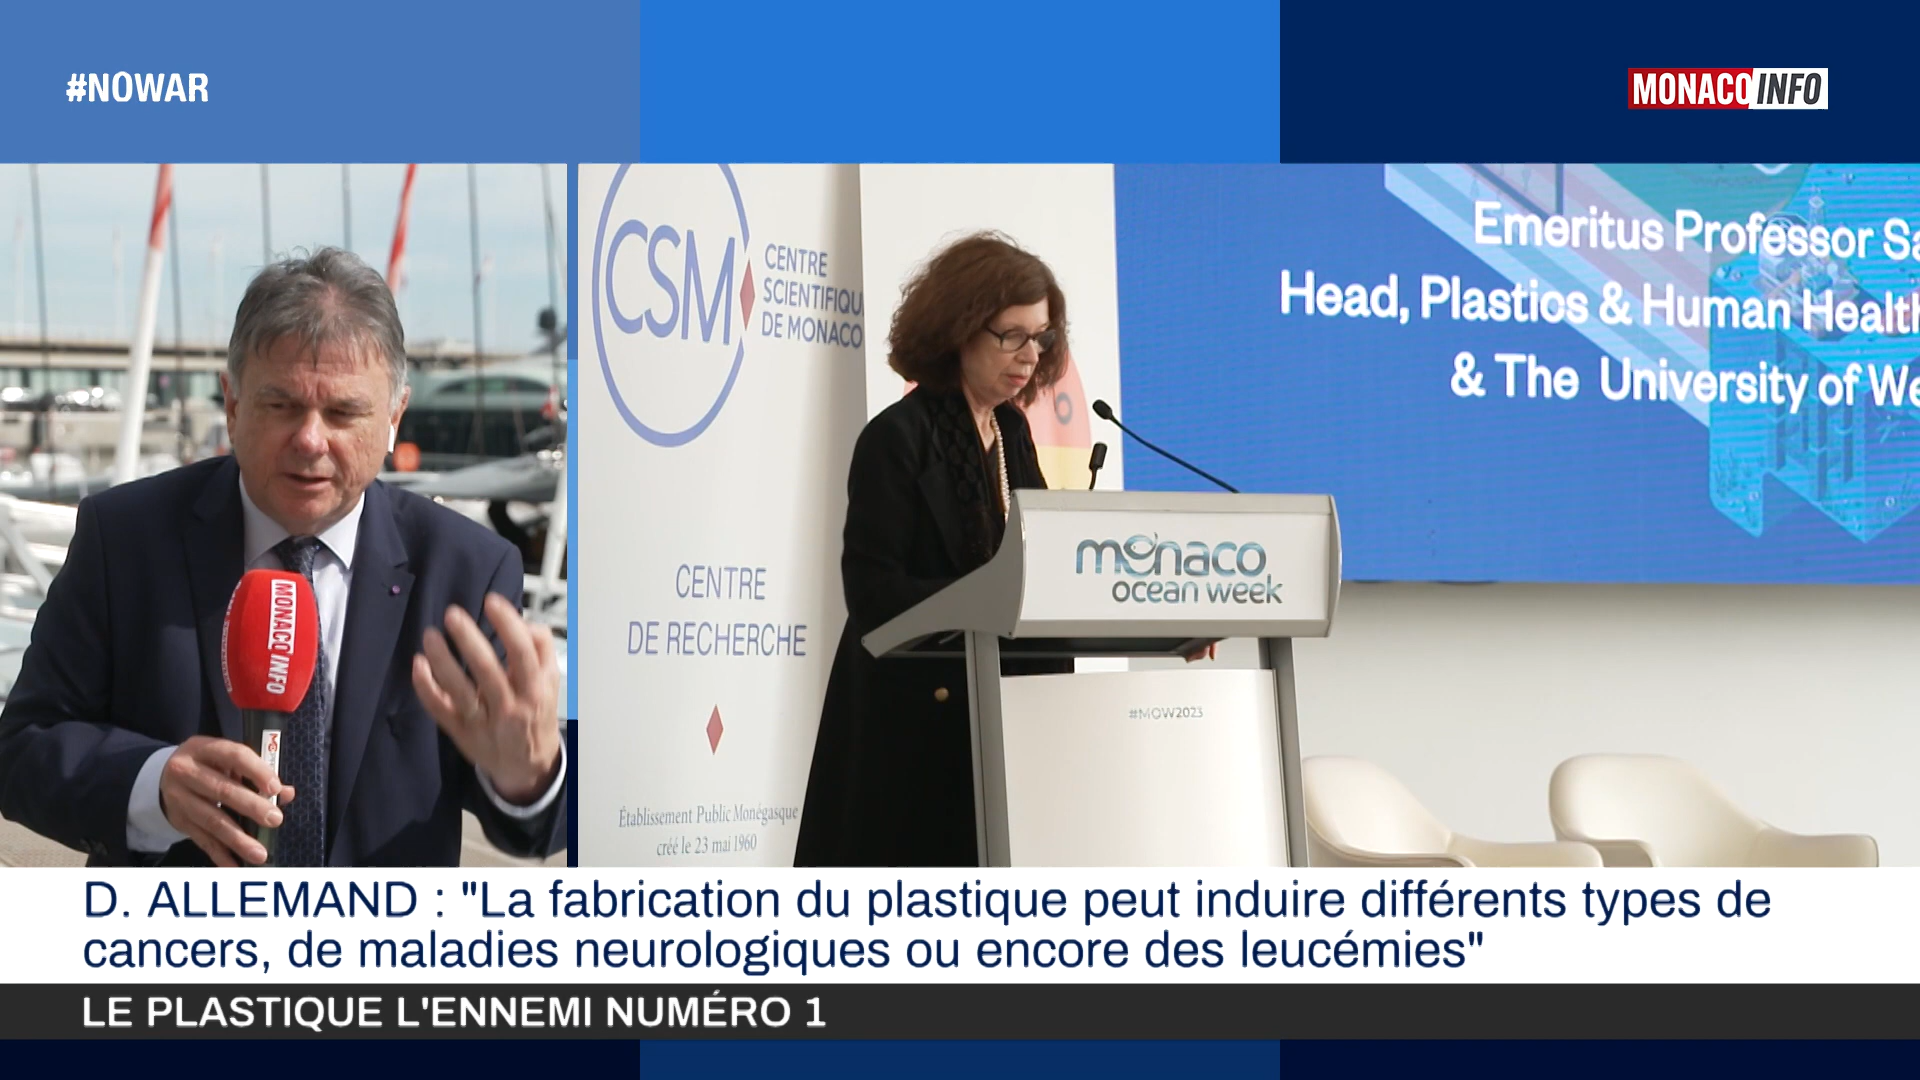 #NOWAR
MONACOINFO
CSM
CENTRE
SCIENTIFIQU
DE MONACO
CENTRE
DE RECHERCHE
Établissement Public Monégasque
créé le 23 mai 1960
Emeritus Professor Sa
Head, Plastics & Human Health
& The University of We
monaco
ocean week
#MOW2023
MONACO INFO
D. ALLEMAND : "La fabrication du plastique peut induire différents types de
cancers, de maladies neurologiques ou encore des leucémies"
LE PLASTIQUE L'ENNEMI NUMÉRO 1